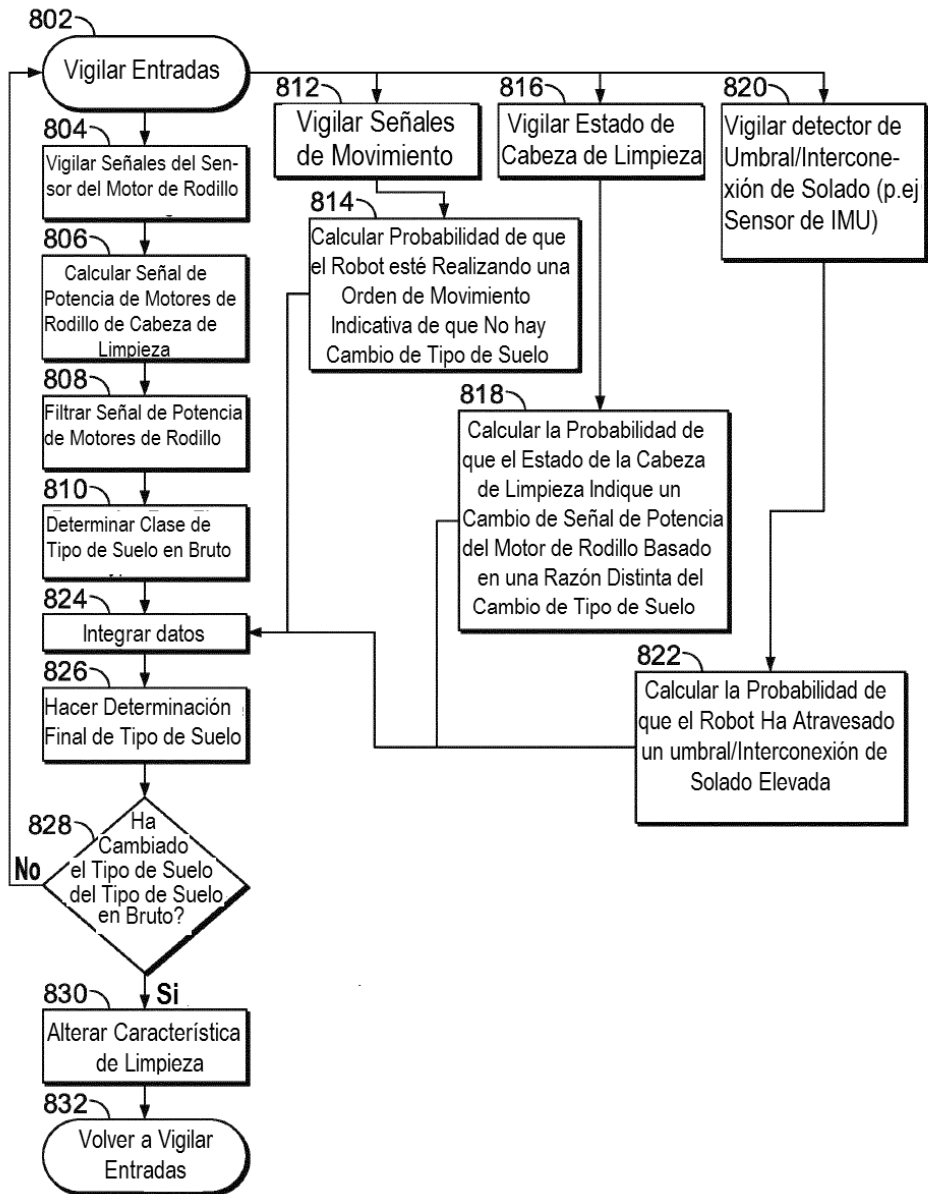 802
Vigilar Entradas
804
Vigilar Señales del Sen-
sor del Motor de Rodillo
806
Calcular Señal de
Potencia de Motores de
Rodillo de Cabeza de
Limpieza
808
Filtrar Señal de Potencia
de Motores de Rodillo
810
Determinar Clase de
Tipo de Suelo en Bruto
824
Integrar datos
826
Hacer Determinación
Final de Tipo de Suelo
828
Ha
Cambiado
el Tipo de Suelo
del Tipo de Suelo
en Bruto?
No
Si
830
Alterar Característica
de Limpieza
832
Volver a Vigilar
Entradas
812
Vigilar Señales
de Movimiento
814
Calcular Probabilidad de que
el Robot esté Realizando una
Orden de Movimiento
Indicativa de que No hay
Cambio de Tipo de Suelo
816
Vigilar Estado de
Cabeza de Limpieza
818
Calcular la Probabilidad de
que el Estado de la Cabeza
de Limpieza Indique un
Cambio de Señal de Potencia
del Motor de Rodillo Basado
en una Razón Distinta del
Cambio de Tipo de Suelo
820
Vigilar detector de
Umbral/Intercone-
xión de Solado (p.ej
Sensor de IMU)
822
Calcular la Probabilidad de
que el Robot Ha Atravesado
un umbral/Interconexión de
Solado Elevada